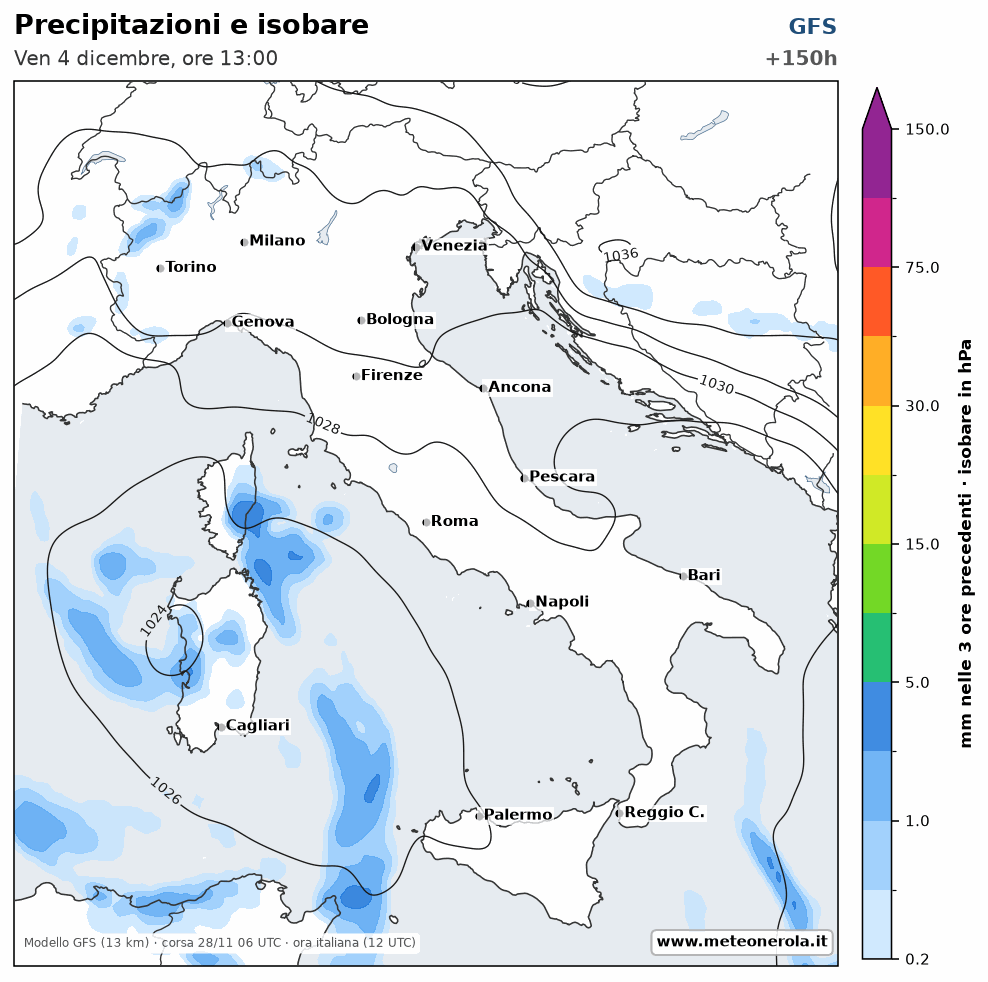 Precipitazioni e isobare
GFS
Ven 4 dicembre, ore 13:00
+150h
150.0
75.0
30.0
15.0
5.0
1.0
0.2
mm nelle 3 ore precedenti · isobare in hPa
Milano
Venezia
1036
Torino
Genova
Bologna
Firenze
1030
Ancona
1028
Pescara
Roma
Bari
Napoli
1024
Cagliari
1026
Palermo
Reggio C.
Modello GFS (13 km) · corsa 28/11 06 UTC · ora italiana (12 UTC)
www.meteonerola.it